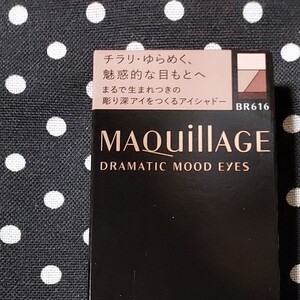 チラリ・ゆらめく、
魅惑的な目もとへ
まるで生まれつきの
彫り深アイをつくるアイシャドー
BR616
MAQuillAGE
DRAMATIC MOOD EYES